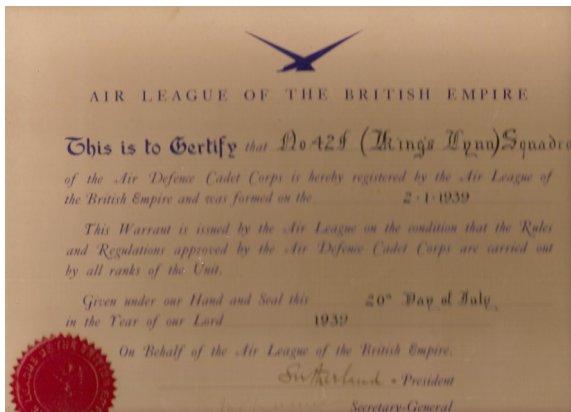 AIR LEAGUE OF THE BRITISH EMPIRE
This is to Certify that No 42F (King's Lynn) Squadro
of the Air Defence Cadet Corps is hereby registered by the Air League of
the British Empire and was formed on the 2·1·1939
This Warrant is issued by the Air League on the condition that the Rules
and Regulations approved by the Air Defence Cadet Corps are carried out
by all ranks of the Unit.
Given under our Hand and Seal this 20th Day of July
in the Year of our Lord 1939
On Behalf of the Air League of the British Empire.
Sutherland - President
Secretary-General